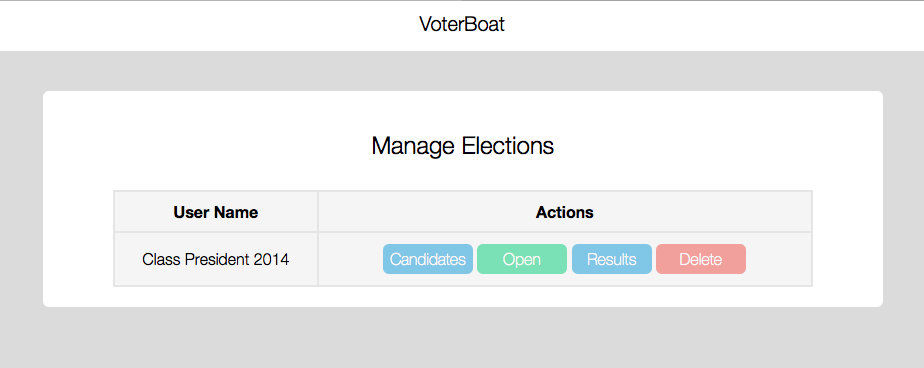 VoterBoat
Manage Elections
User Name Actions
Class President 2014 Candidates Open Results Delete